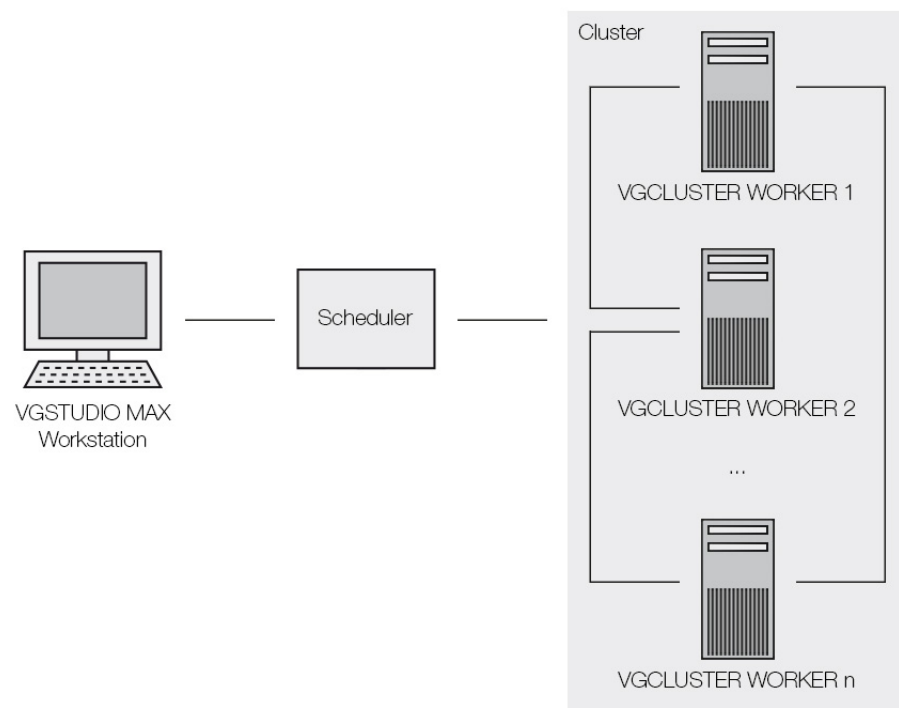 Cluster
VGCLUSTER WORKER 1
Scheduler
VGSTUDIO MAX
Workstation
VGCLUSTER WORKER 2
...
VGCLUSTER WORKER n